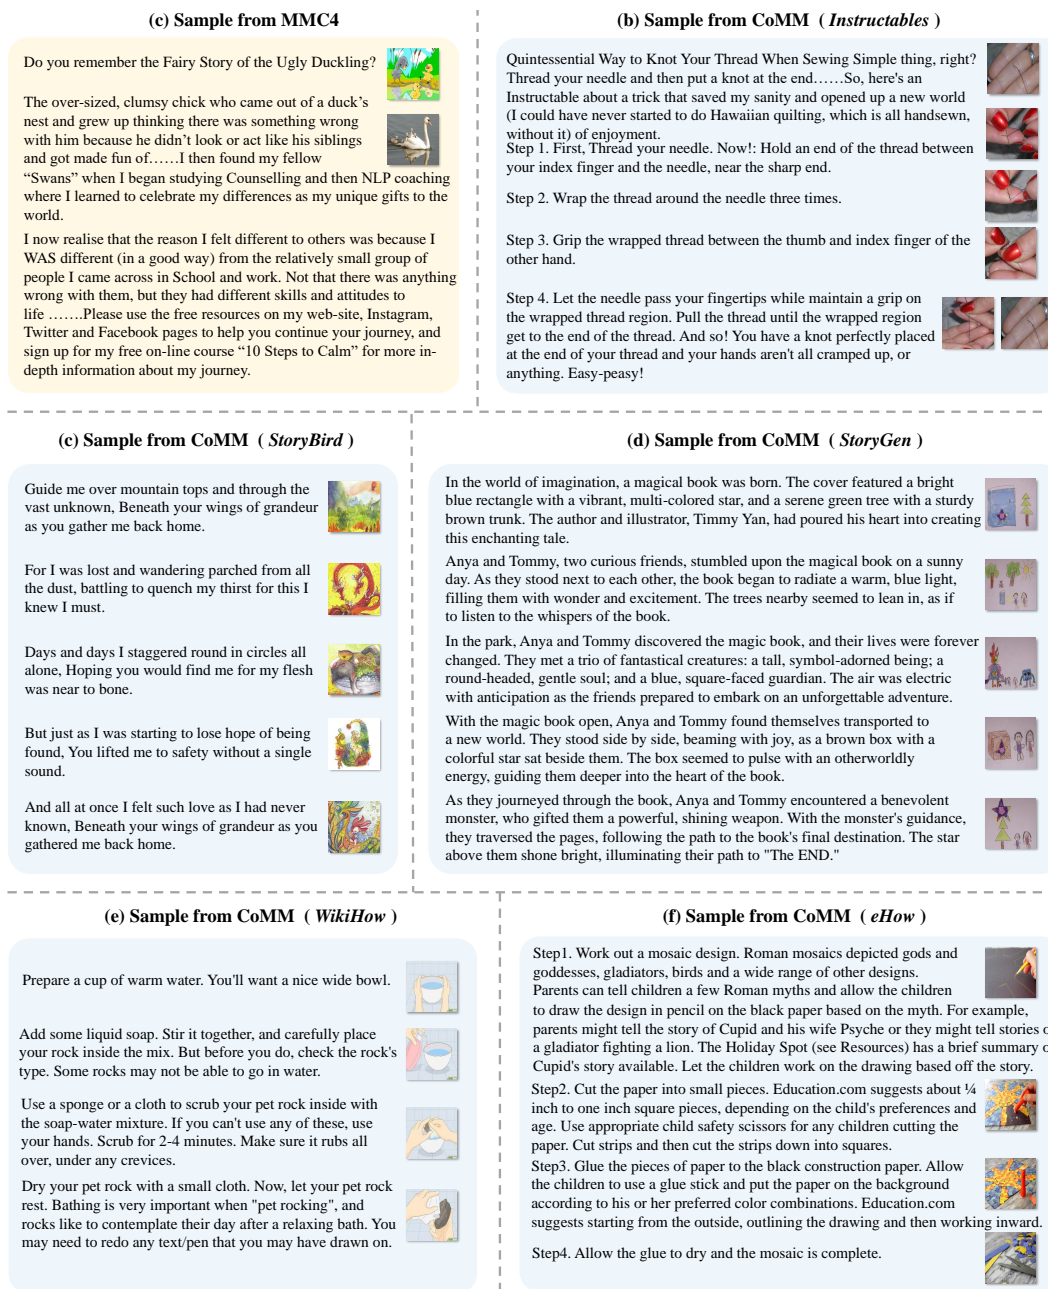 (c) Sample from MMC4
Do you remember the Fairy Story of the Ugly Duckling?
The over-sized, clumsy chick who came out of a duck's
nest and grew up thinking there was something wrong
with him because he didn't look or act like his siblings
and got made fun of……I then found my fellow
“Swans” when I began studying Counselling and then NLP coaching
where I learned to celebrate my differences as my unique gifts to the
world.
I now realise that the reason I felt different to others was because I
WAS different (in a good way) from the relatively small group of
people I came across in School and work. Not that there was anything
wrong with them, but they had different skills and attitudes to
life …….Please use the free resources on my web-site, Instagram,
Twitter and Facebook pages to help you continue your journey, and
sign up for my free on-line course “10 Steps to Calm” for more in-
depth information about my journey.
(b) Sample from CoMM ( Instructables )
Quintessential Way to Knot Your Thread When Sewing Simple thing, right?
Thread your needle and then put a knot at the end……So, here's an
Instructable about a trick that saved my sanity and opened up a new world
(I could have never started to do Hawaiian quilting, which is all handsewn,
without it) of enjoyment.
Step 1. First, Thread your needle. Now!: Hold an end of the thread between
your index finger and the needle, near the sharp end.
Step 2. Wrap the thread around the needle three times.
Step 3. Grip the wrapped thread between the thumb and index finger of the
other hand.
Step 4. Let the needle pass your fingertips while maintain a grip on
the wrapped thread region. Pull the thread until the wrapped region
get to the end of the thread. And so! You have a knot perfectly placed
at the end of your thread and your hands aren't all cramped up, or
anything. Easy-peasy!
(c) Sample from CoMM ( StoryBird )
Guide me over mountain tops and through the
vast unknown, Beneath your wings of grandeur
as you gather me back home.
For I was lost and wandering parched from all
the dust, battling to quench my thirst for this I
knew I must.
Days and days I staggered round in circles all
alone, Hoping you would find me for my flesh
was near to bone.
But just as I was starting to lose hope of being
found, You lifted me to safety without a single
sound.
And all at once I felt such love as I had never
known, Beneath your wings of grandeur as you
gathered me back home.
(d) Sample from CoMM ( StoryGen )
In the world of imagination, a magical book was born. The cover featured a bright
blue rectangle with a vibrant, multi-colored star, and a serene green tree with a sturdy
brown trunk. The author and illustrator, Timmy Yan, had poured his heart into creating
this enchanting tale.
Anya and Tommy, two curious friends, stumbled upon the magical book on a sunny
day. As they stood next to each other, the book began to radiate a warm, blue light,
filling them with wonder and excitement. The trees nearby seemed to lean in, as if
to listen to the whispers of the book.
In the park, Anya and Tommy discovered the magic book, and their lives were forever
changed. They met a trio of fantastical creatures: a tall, symbol-adorned being; a
round-headed, gentle soul; and a blue, square-faced guardian. The air was electric
with anticipation as the friends prepared to embark on an unforgettable adventure.
With the magic book open, Anya and Tommy found themselves transported to
a new world. They stood side by side, beaming with joy, as a brown box with a
colorful star sat beside them. The box seemed to pulse with an otherworldly
energy, guiding them deeper into the heart of the book.
As they journeyed through the book, Anya and Tommy encountered a benevolent
monster, who gifted them a powerful, shining weapon. With the monster's guidance,
they traversed the pages, following the path to the book's final destination. The star
above them shone bright, illuminating their path to "The END."
(e) Sample from CoMM ( WikiHow )
Prepare a cup of warm water. You'll want a nice wide bowl.
Add some liquid soap. Stir it together, and carefully place
your rock inside the mix. But before you do, check the rock's
type. Some rocks may not be able to go in water.
Use a sponge or a cloth to scrub your pet rock inside with
the soap-water mixture. If you can't use any of these, use
your hands. Scrub for 2-4 minutes. Make sure it rubs all
over, under any crevices.
Dry your pet rock with a small cloth. Now, let your pet rock
rest. Bathing is very important when "pet rocking", and
rocks like to contemplate their day after a relaxing bath. You
may need to redo any text/pen that you may have drawn on.
(f) Sample from CoMM ( eHow )
Step1. Work out a mosaic design. Roman mosaics depicted gods and
goddesses, gladiators, birds and a wide range of other designs.
Parents can tell children a few Roman myths and allow the children
to draw the design in pencil on the black paper based on the myth. For example,
parents might tell the story of Cupid and his wife Psyche or they might tell stories
a gladiator fighting a lion. The Holiday Spot (see Resources) has a brief summary
Cupid's story available. Let the children work on the drawing based off the story.
Step2. Cut the paper into small pieces. Education.com suggests about ¼
inch to one inch square pieces, depending on the child's preferences and
age. Use appropriate child safety scissors for any children cutting the
paper. Cut strips and then cut the strips down into squares.
Step3. Glue the pieces of paper to the black construction paper. Allow
the children to use a glue stick and put the paper on the background
according to his or her preferred color combinations. Education.com
suggests starting from the outside, outlining the drawing and then working inward.
Step4. Allow the glue to dry and the mosaic is complete.